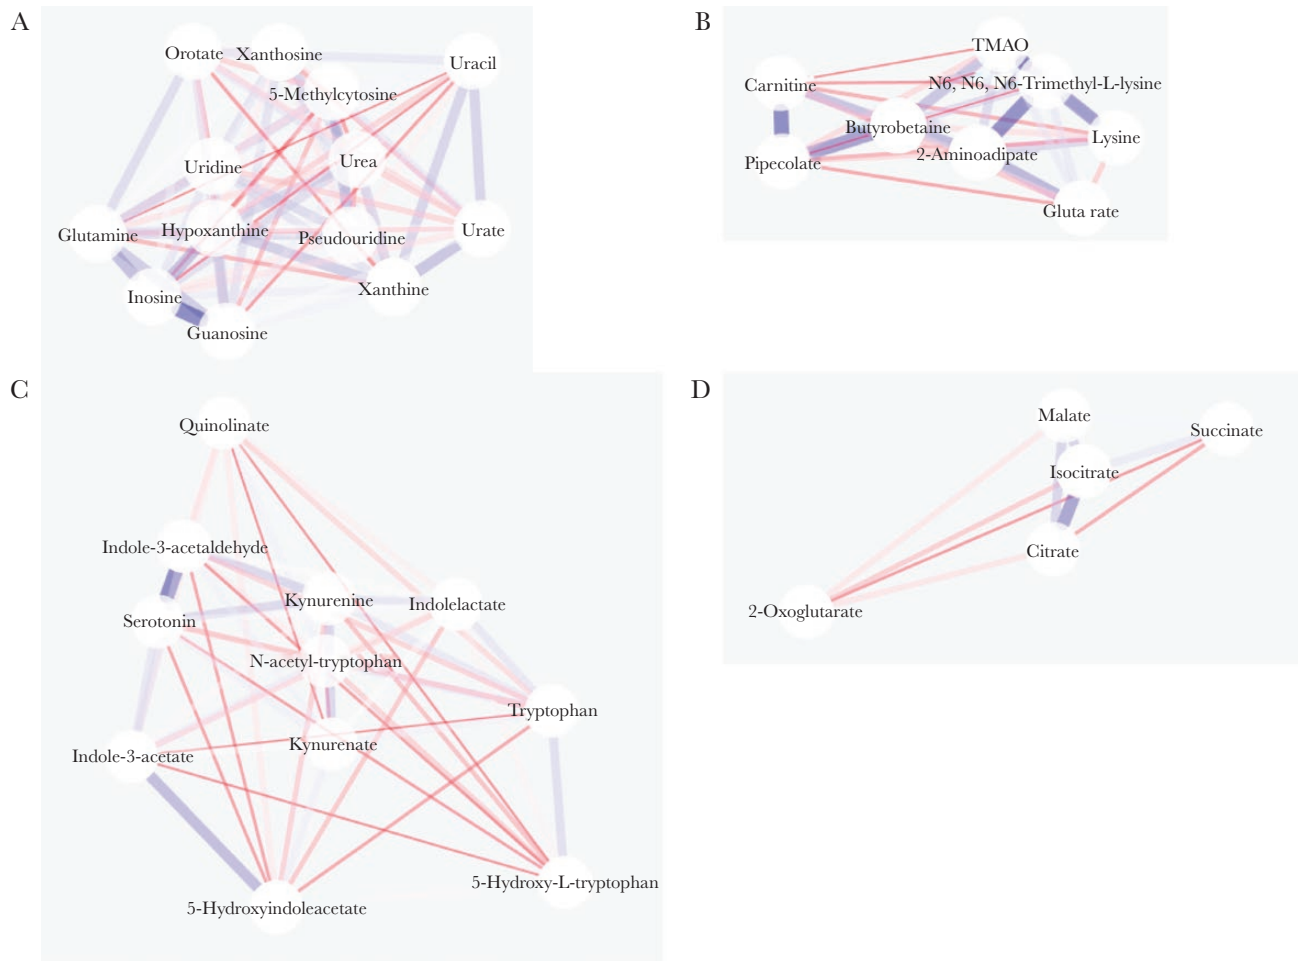 A
Orotate
Xanthosine
Uracil
5-Methylcytosine
Uridine
Urea
Glutamine
Hypoxanthine
Pseudouridine
Urate
Inosine
Xanthine
Guanosine
B
TMAO
Carnitine
N6, N6, N6-Trimethyl-L-lysine
Butyrobetaine
Lysine
Pipecolate
2-Aminoadipate
Gluta rate
C
Quinolinate
Indole-3-acetaldehyde
Kynurenine
Indolelactate
Serotonin
N-acetyl-tryptophan
Tryptophan
Kynurenate
Indole-3-acetate
5-Hydroxy-L-tryptophan
5-Hydroxyindoleacetate
D
Malate
Succinate
Isocitrate
Citrate
2-Oxoglutarate